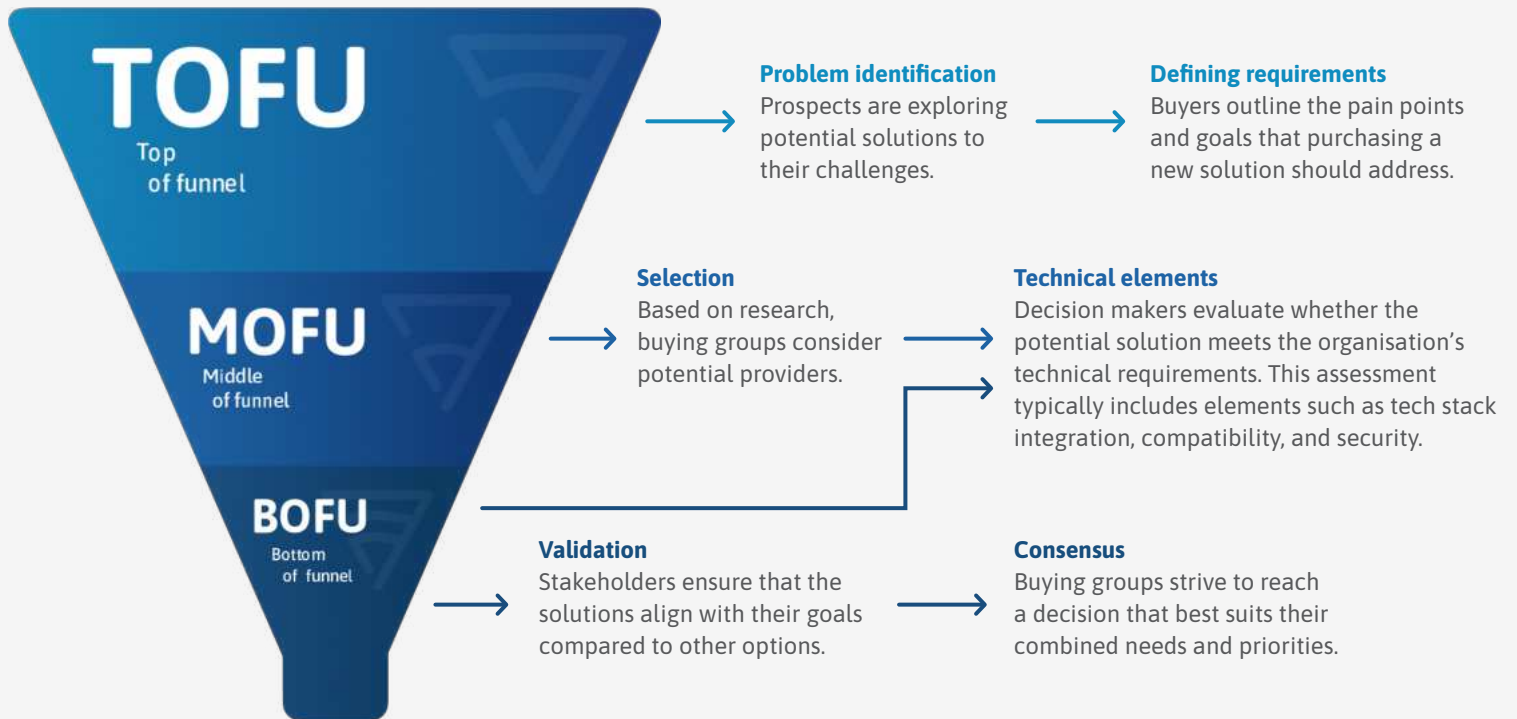 TOFU
Top
of funnel
Problem identification
Prospects are exploring
potential solutions to
their challenges.
Defining requirements
Buyers outline the pain points
and goals that purchasing a
new solution should address.
MOFU
Middle
of funnel
Selection
Based on research,
buying groups consider
potential providers.
Technical elements
Decision makers evaluate whether the
potential solution meets the organisation’s
technical requirements. This assessment
typically includes elements such as tech stack
integration, compatibility, and security.
BOFU
Bottom
of funnel
Validation
Stakeholders ensure that the
solutions align with their goals
compared to other options.
Consensus
Buying groups strive to reach
a decision that best suits their
combined needs and priorities.